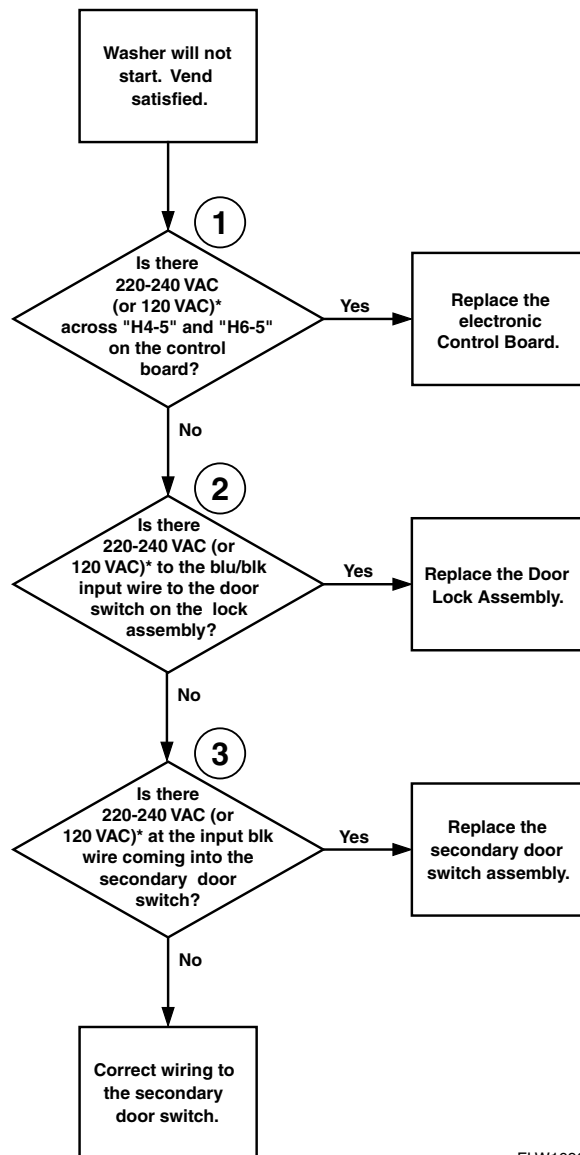 Washer will not
start. Vend
satisfied.
1
Is there
220-240 VAC
(or 120 VAC)*
across "H4-5" and "H6-5"
on the control
board?
Yes
Replace the
electronic
Control Board.
No
2
Is there
220-240 VAC (or
120 VAC)* to the blu/blk
input wire to the door
switch on the lock
assembly?
Yes
Replace the Door
Lock Assembly.
No
3
Is there
220-240 VAC (or
120 VAC)* at the input blk
wire coming into the
secondary door
switch?
Yes
Replace the
secondary door
switch assembly.
No
Correct wiring to
the secondary
door switch.